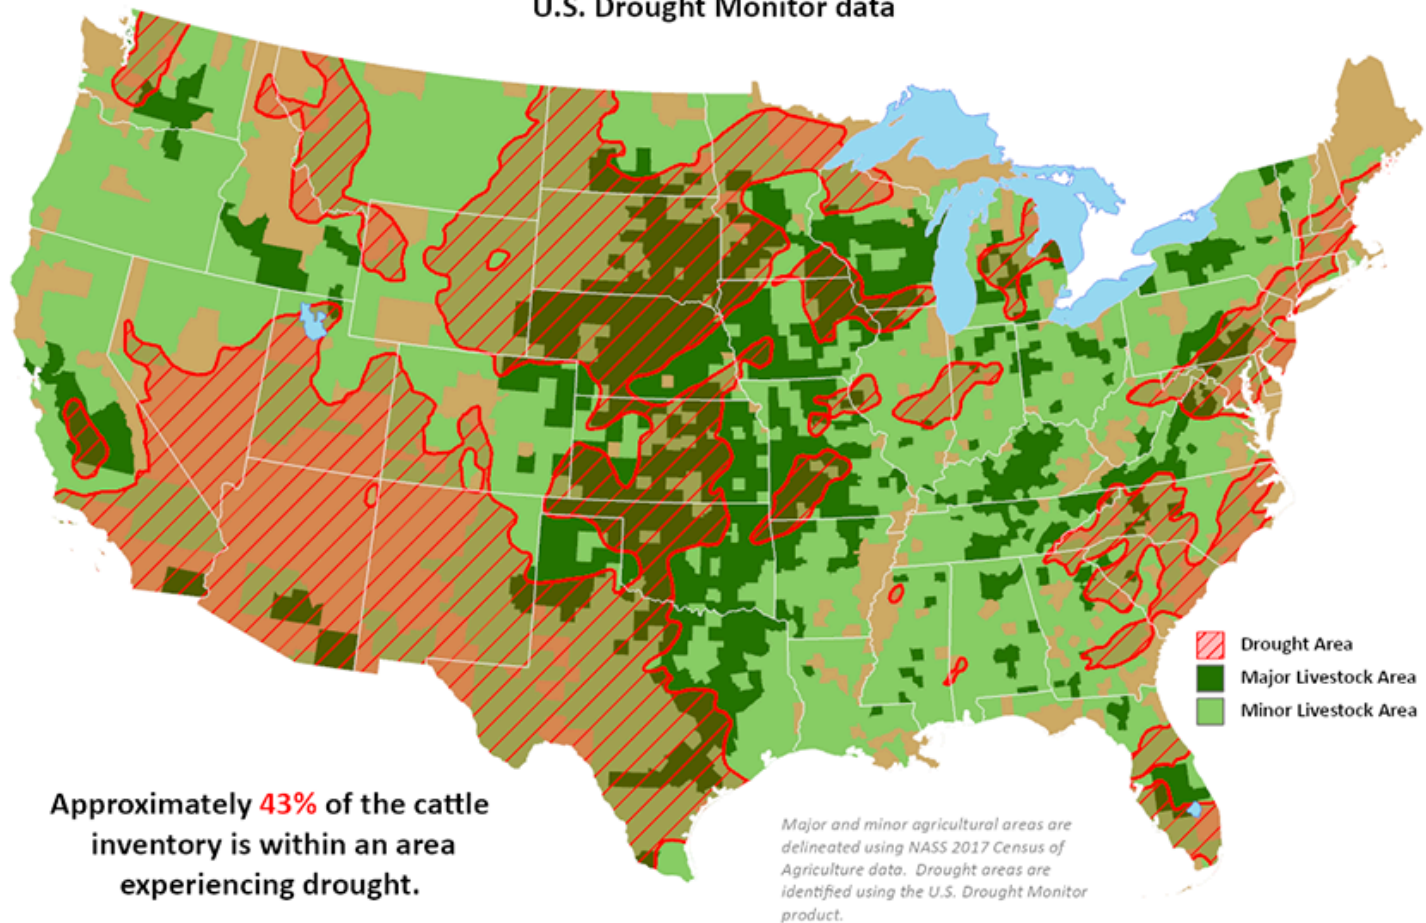 U.S. Drought Monitor data
Drought Area
Major Livestock Area
Minor Livestock Area
Approximately 43% of the cattle
inventory is within an area
experiencing drought.
Major and minor agricultural areas are
delineated using NASS 2017 Census of
Agriculture data. Drought areas are
identified using the U.S. Drought Monitor
product.